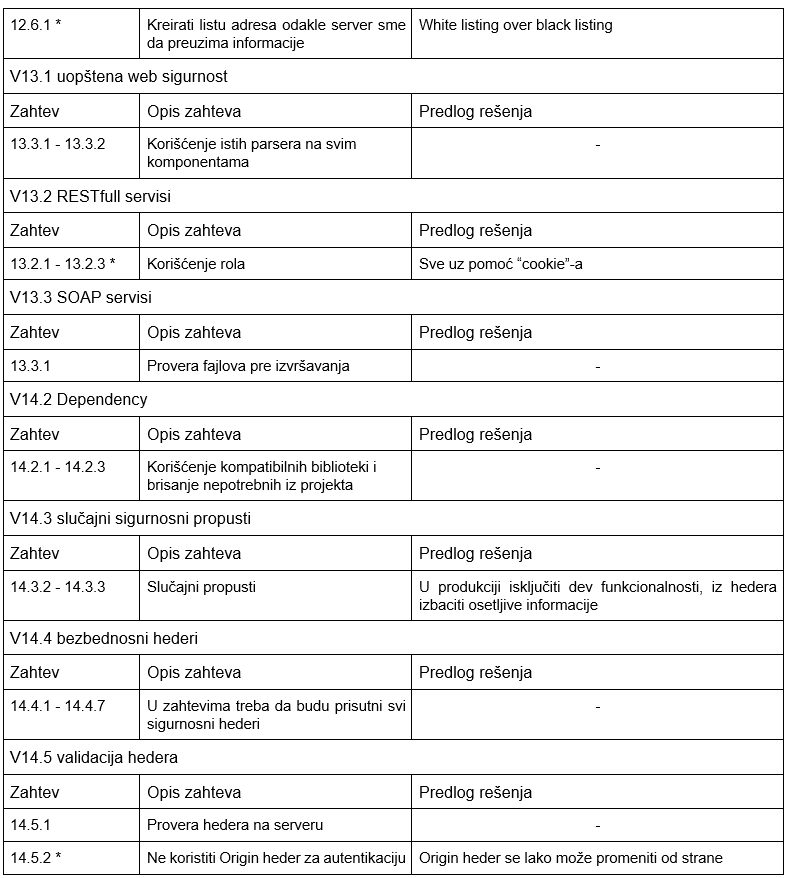 12.6.1 * Kreirati listu adresa odakle server sme White listing over black listing
da preuzima informacije
V13.1 uopštena web sigurnost
Zahtev Opis zahteva Predlog rešenja
13.3.1 - 13.3.2 Korišćenje istih parsera na svim -
komponentama
V13.2 RESTfull servisi
Zahtev Opis zahteva Predlog rešenja
13.2.1 - 13.2.3 * Korišćenje rola Sve uz pomoć “cookie”-a
V13.3 SOAP servisi
Zahtev Opis zahteva Predlog rešenja
13.3.1 Provera fajlova pre izvršavanja -
V14.2 Dependency
Zahtev Opis zahteva Predlog rešenja
14.2.1 - 14.2.3 Korišćenje kompatibilnih biblioteki i -
brisanje nepotrebnih iz projekta
V14.3 slučajni sigurnosni propusti
Zahtev Opis zahteva Predlog rešenja
14.3.2 - 14.3.3 Slučajni propusti U produkciji isključiti dev funkcionalnosti, iz hedera
izbaciti osetljive informacije
V14.4 bezbednosni hederi
Zahtev Opis zahteva Predlog rešenja
14.4.1 - 14.4.7 U zahtevima treba da budu prisutni svi -
sigurnosni hederi
V14.5 validacija hedera
Zahtev Opis zahteva Predlog rešenja
14.5.1 Provera hedera na serveru -
14.5.2 * Ne koristiti Origin heder za autentikaciju Origin heder se lako može promeniti od strane